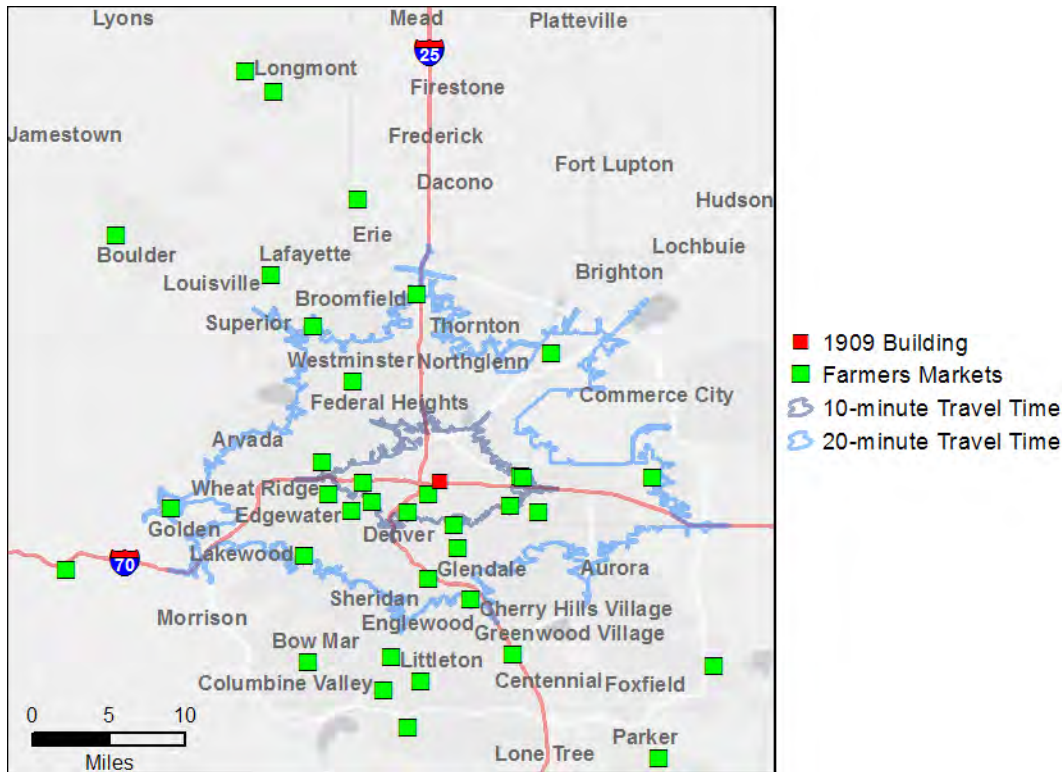 Lyons
Mead
Platteville
25
Longmont
Firestone
Jamestown
Frederick
Fort Lupton
Dacono
Hudson
Erie
Lochbuie
Boulder
Lafayette
Louisville
Brighton
Broomfield
Superior
Thornton
Westminster
Northglenn
Commerce City
Federal Heights
Arvada
Wheat Ridge
Edgewater
Golden
Denver
Lakewood
70
Glendale
Aurora
Sheridan
Cherry Hills Village
Morrison
Englewood
Greenwood Village
Bow Mar
Littleton
Columbine Valley
Centennial
Foxfield
0 5 10
Miles
Parker
Lone Tree
1909 Building
Farmers Markets
10-minute Travel Time
20-minute Travel Time